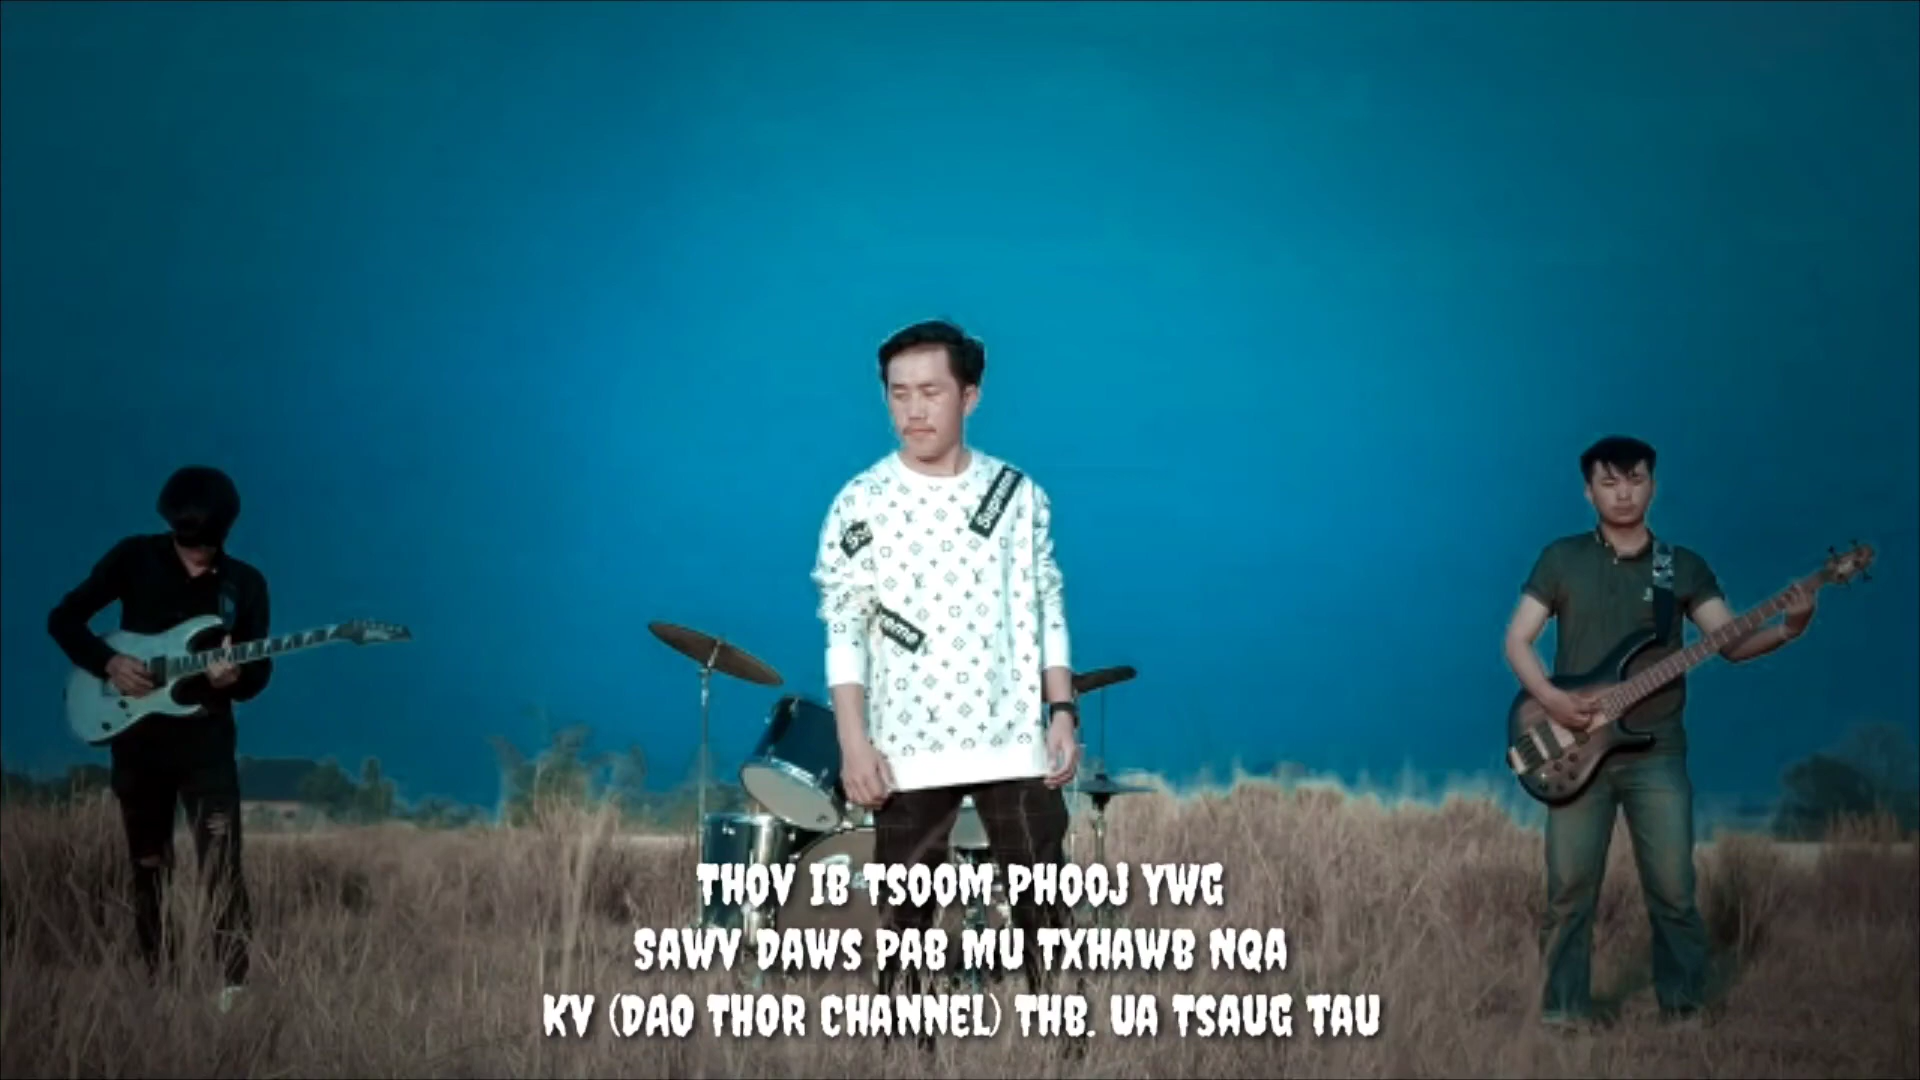 THOV IB TSOOM PHOOJ YWG
SAWV DAWS PAB MU TXHAWB NQA
KV (DAO THOR CHANNEL) THB. UA TSAUG TAU
Supreme